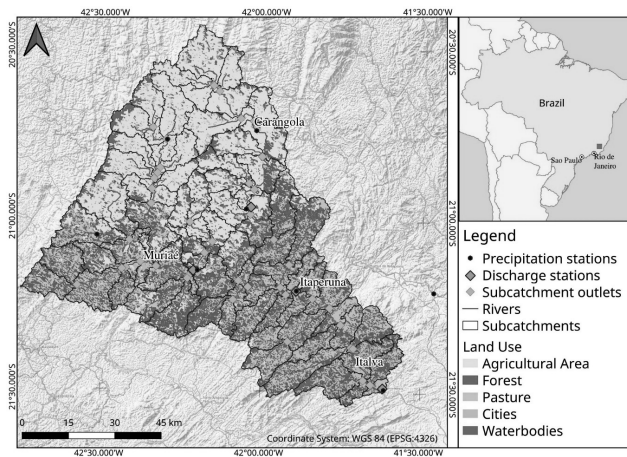 42°30.000'W
42°00.000'W
41°30.000'W
20°30.000'S
20°30.000'S
21°00.000'S
21°00.000'S
21°30.000'S
21°30.000'S
Carangola
Muriaé
Itaperuna
Italva
0
15
30
45 km
Coordinate System: WGS 84 (EPSG:4326)
42°30.000'W
42°00.000'W
41°30.000'W
Brazil
Sao Paulo
Rio de
Janeiro
Legend
Precipitation stations
Discharge stations
Subcatchment outlets
Rivers
Subcatchments
Land Use
Agricultural Area
Forest
Pasture
Cities
Waterbodies